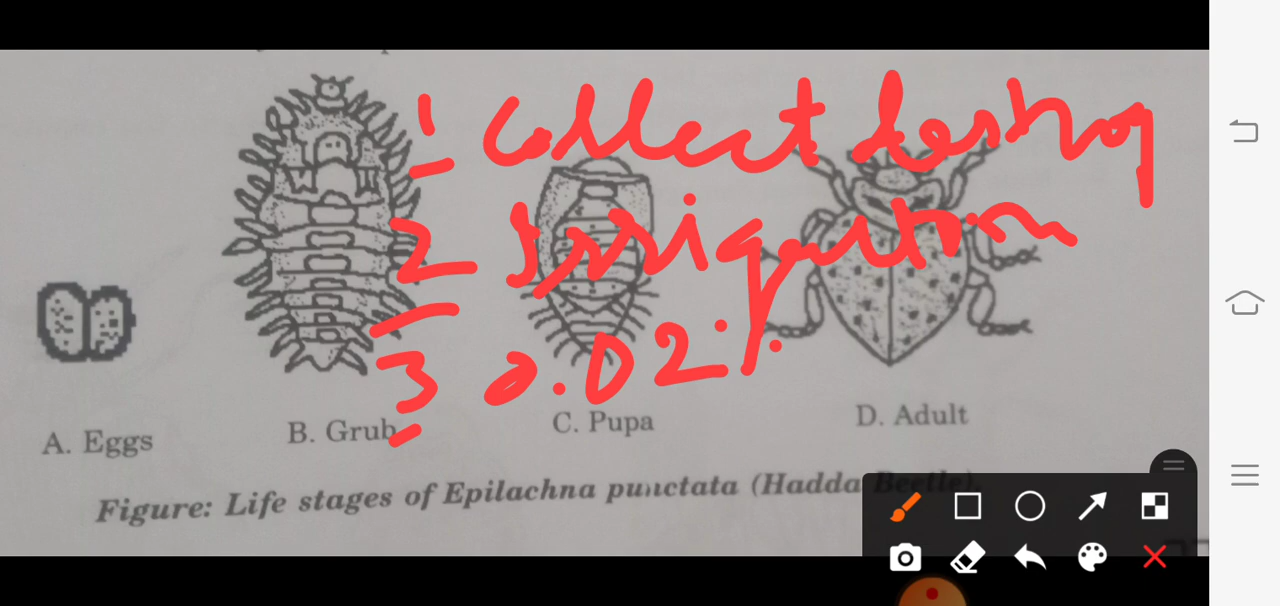 1 Collect destroy
2 Irrigation
3 0.02%
A. Eggs
B. Grub
C. Pupa
D. Adult
Figure: Life stages of Epilachna punctata (Hadda Beetle).